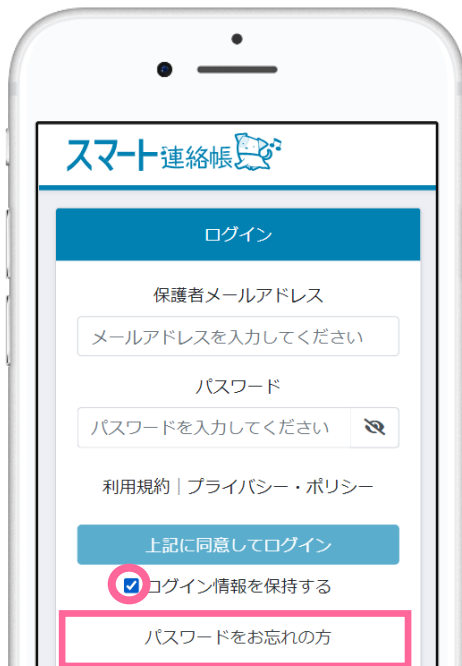 スマート連絡帳
ログイン
保護者メールアドレス
メールアドレスを入力してください
パスワード
パスワードを入力してください
利用規約｜プライバシー・ポリシー
上記に同意してログイン
ログイン情報を保持する
パスワードをお忘れの方